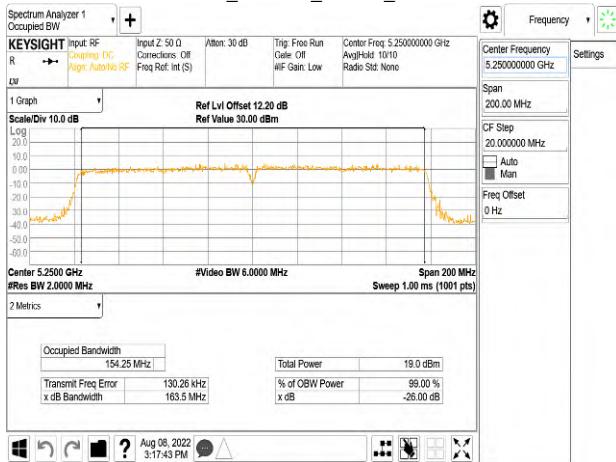 Spectrum Analyzer 1
Occupied BW
Frequency
KEYSIGHT
R
Input: RF
Coupling: DC
Align: Auto/No RF
Input Z: 50 Ω
Corrections: Off
Freq Ref: Int (S)
Atten: 30 dB
Trig: Free Run
Gate: Off
#IF Gain: Low
Center Freq: 5.250000000 GHz
Avg|Hold: 10/10
Radio Std: None
Center Frequency
5.250000000 GHz
Settings
Span
200.00 MHz
CF Step
20.000000 MHz
Auto
Man
Freq Offset
0 Hz
1 Graph
Scale/Div 10.0 dB
Ref Lvl Offset 12.20 dB
Ref Value 30.00 dBm
Log
20.0
10.0
0.00
-10.0
-20.0
-30.0
-40.0
-50.0
-60.0
Center 5.2500 GHz
#Video BW 6.0000 MHz
Span 200 MHz
#Res BW 2.0000 MHz
Sweep 1.00 ms (1001 pts)
2 Metrics
Occupied Bandwidth
154.25 MHz
Total Power 19.0 dBm
Transmit Freq Error 130.26 kHz
% of OBW Power 99.00 %
x dB Bandwidth 163.5 MHz
x dB -26.00 dB
?
Aug 08, 2022
3:17:43 PM